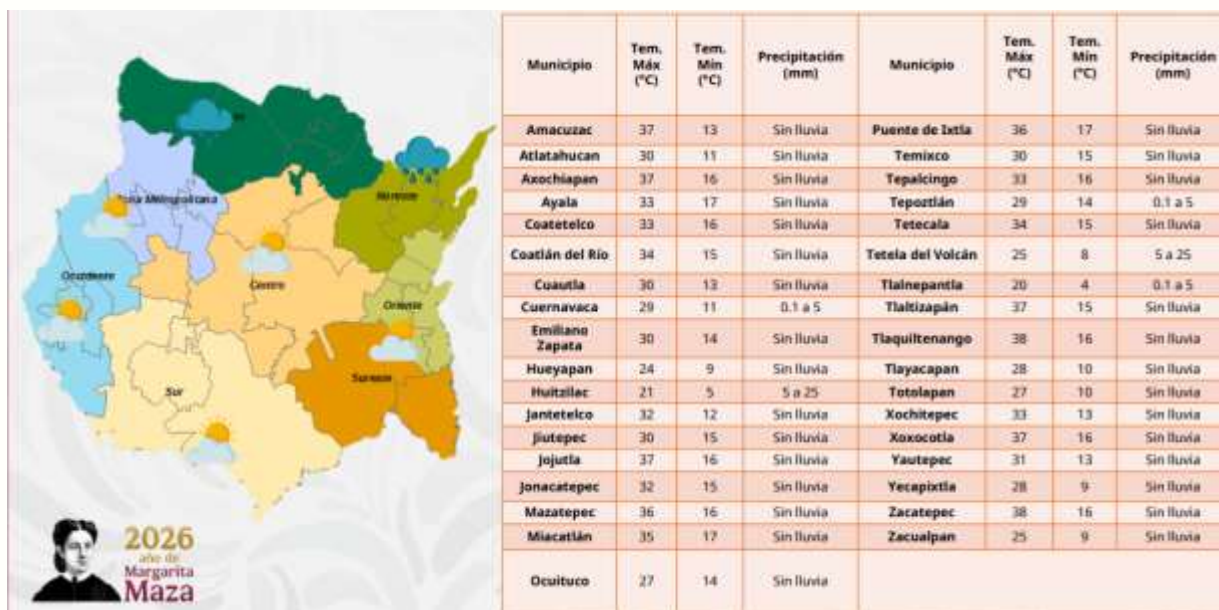 Zona Metropolitana
Noreste
Occidente
Centro
Oriente
Sur
Sureste
2026
año de
Margarita
Maza
Municipio Tem. Máx (°C) Tem. Mín (°C) Precipitación (mm) Municipio Tem. Máx (°C) Tem. Mín (°C) Precipitación (mm)
Amacuzac 37 13 Sin lluvia Puente de Ixtla 36 17 Sin lluvia
Atlatahucan 30 11 Sin lluvia Temixco 30 15 Sin lluvia
Axochiapan 37 16 Sin lluvia Tepalcingo 33 16 Sin lluvia
Ayala 33 17 Sin lluvia Tepoztlán 29 14 0.1 a 5
Coatetelco 33 16 Sin lluvia Tetecala 34 15 Sin lluvia
Coatlán del Río 34 15 Sin lluvia Tetela del Volcán 25 8 5 a 25
Cuautla 30 13 Sin lluvia Tlalnepantla 20 4 0.1 a 5
Cuernavaca 29 11 0.1 a 5 Tlaltizapán 37 15 Sin lluvia
Emiliano Zapata 30 14 Sin lluvia Tlaquiltenango 38 16 Sin lluvia
Hueyapan 24 9 Sin lluvia Tlayacapan 28 10 Sin lluvia
Huitzilac 21 5 5 a 25 Totolapan 27 10 Sin lluvia
Jantetelco 32 12 Sin lluvia Xochitepec 33 13 Sin lluvia
Jiutepec 30 15 Sin lluvia Xoxocotla 37 16 Sin lluvia
Jojutla 37 16 Sin lluvia Yautepec 31 13 Sin lluvia
Jonacatepec 32 15 Sin lluvia Yecapixtla 28 9 Sin lluvia
Mazatepec 36 16 Sin lluvia Zacatepec 38 16 Sin lluvia
Miacatlán 35 17 Sin lluvia Zacualpan 25 9 Sin lluvia
Ocuituco 27 14 Sin lluvia